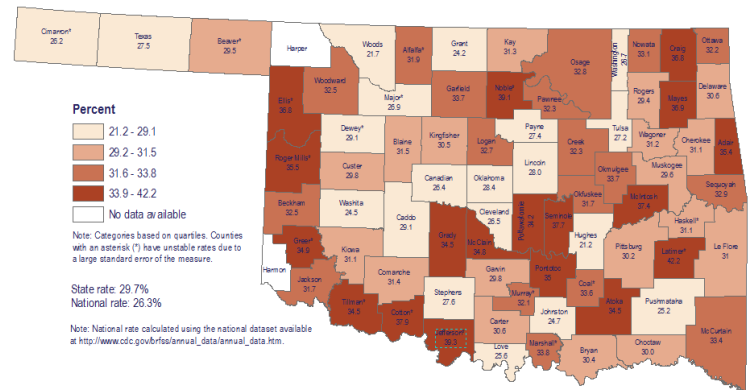 Cimarron*
26.2
Texas
27.5
Beaver*
29.5
Harper
Woods
21.7
Alfalfa*
31.9
Grant
24.2
Kay
31.3
Osage
32.8
Washington
26.7
Nowata
33.1
Craig
36.8
Ottawa
32.2
Ellis*
36.8
Woodward
32.5
Major*
26.9
Garfield
33.7
Noble*
39.1
Pawnee
32.3
Rogers
29.4
Mayes
36.9
Delaware
30.6
Percent
21.2 - 29.1
29.2 - 31.5
31.6 - 33.8
33.9 - 42.2
No data available
Dewey*
29.1
Blaine
31.5
Kingfisher
30.5
Logan
32.7
Payne
27.4
Creek
32.3
Tulsa
27.2
Wagoner
31.2
Cherokee
31.1
Adair
Roger Mills*
Custer
29.8
Canadian
26.4
Oklahoma
28.4
Lincoln
28.0
Okmulgee
33.7
Muskogee
29.6
Sequoyah
32.9
Beckham
32.5
Washita
24.5
Caddo
29.1
Cleveland
26.5
Pottawatomie
34.2
Seminole
37.7
Okfuskee
31.7
McIntosh
37.4
Haskell*
31.1
Note: Categories based on quartiles. Counties
with an asterisk (*) have unstable rates due to
a large standard error of the measure.
Greer*
34.9
Kiowa
31.1
Grady
34.5
McClain
34.8
Hughes
21.2
Pittsburg
30.2
Latimer*
42.2
Le Flore
31
Harmon
Jackson
31.7
Comanche
31.4
Garvin
29.8
Pontotoc
35
Coal*
33.6
State rate: 29.7%
National rate: 26.3%
Tillman*
34.5
Cotton*
37.9
Stephens
27.6
Murray*
32.1
Johnston
24.7
Atoka
34.5
Pushmataha
25.2
McCurtain
33.4
Note: National rate calculated using the national dataset available
at http://www.cdc.gov/brfss/annual_data/annual_data.htm.
Jefferson*
39.3
Carter
30.6
Love
25.6
Marshall*
33.8
Bryan
30.4
Choctaw
30.0